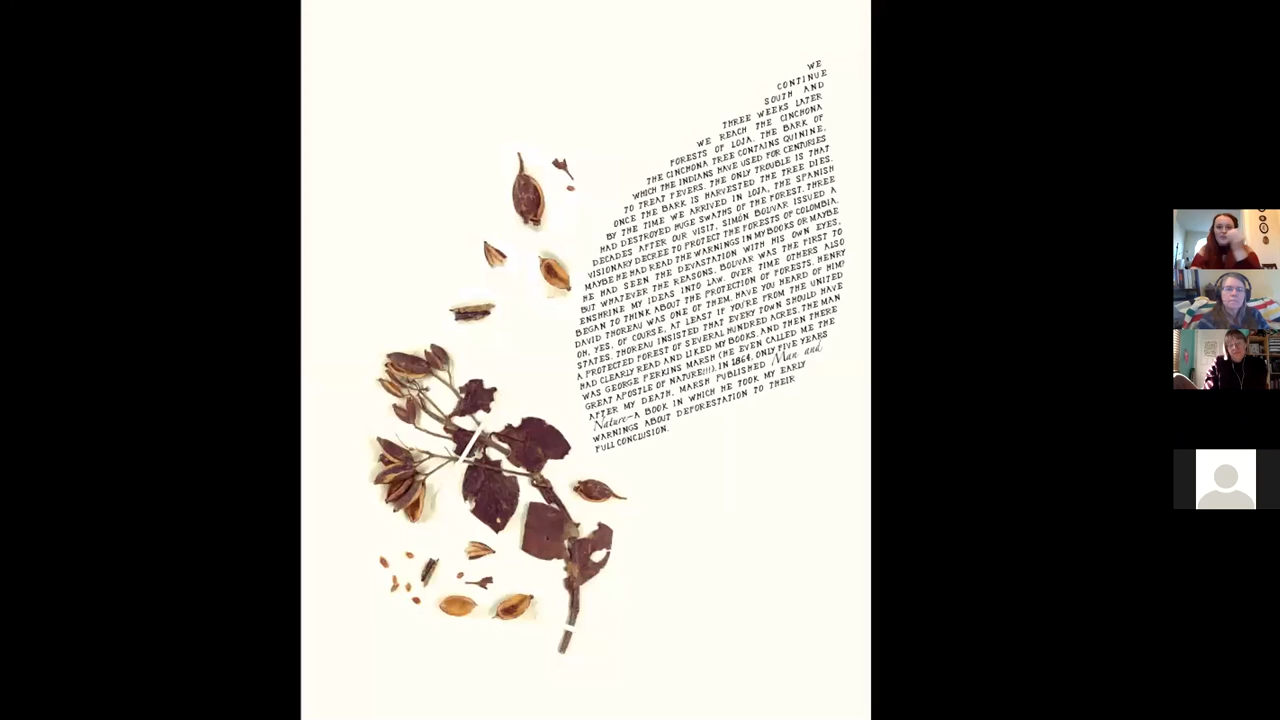 WE
CONTINUE
SOUTH AND
THREE WEEKS LATER
WE REACH THE CINCHONA
FORESTS OF LOJA. THE BARK OF
THE CINCHONA TREE CONTAINS QUININE,
WHICH THE INDIANS HAVE USED FOR CENTURIES
TO TREAT FEVERS. THE ONLY TROUBLE IS THAT
ONCE THE BARK IS HARVESTED THE TREE DIES.
BY THE TIME WE ARRIVED IN LOJA, THE SPANISH
HAD DESTROYED HUGE SWATHS OF THE FOREST. THREE
DECADES AFTER OUR VISIT, SIMÓN BOLÍVAR ISSUED A
VISIONARY DECREE TO PROTECT THE FORESTS OF COLOMBIA.
MAYBE HE HAD READ THE WARNINGS IN MY BOOKS OR MAYBE
HE HAD SEEN THE DEVASTATION WITH HIS OWN EYES,
BUT WHATEVER THE REASONS, BOLÍVAR WAS THE FIRST TO
ENSHRINE MY IDEAS INTO LAW. OVER TIME OTHERS ALSO
BEGAN TO THINK ABOUT THE PROTECTION OF FORESTS. HENRY
DAVID THOREAU WAS ONE OF THEM. HAVE YOU HEARD OF HIM?
OH, YES, OF COURSE, AT LEAST IF YOU'RE FROM THE UNITED
STATES. THOREAU INSISTED THAT EVERY TOWN SHOULD HAVE
A PROTECTED FOREST OF SEVERAL HUNDRED ACRES. THE MAN
HAD CLEARLY READ AND LIKED MY BOOKS. AND THEN THERE
WAS GEORGE PERKINS MARSH (HE EVEN CALLED ME THE
GREAT APOSTLE OF NATURE!!!). IN 1864, ONLY FIVE YEARS
AFTER MY DEATH, MARSH PUBLISHED Man and
Nature—A BOOK IN WHICH HE TOOK MY EARLY
WARNINGS ABOUT DEFORESTATION TO THEIR
FULL CONCLUSION.